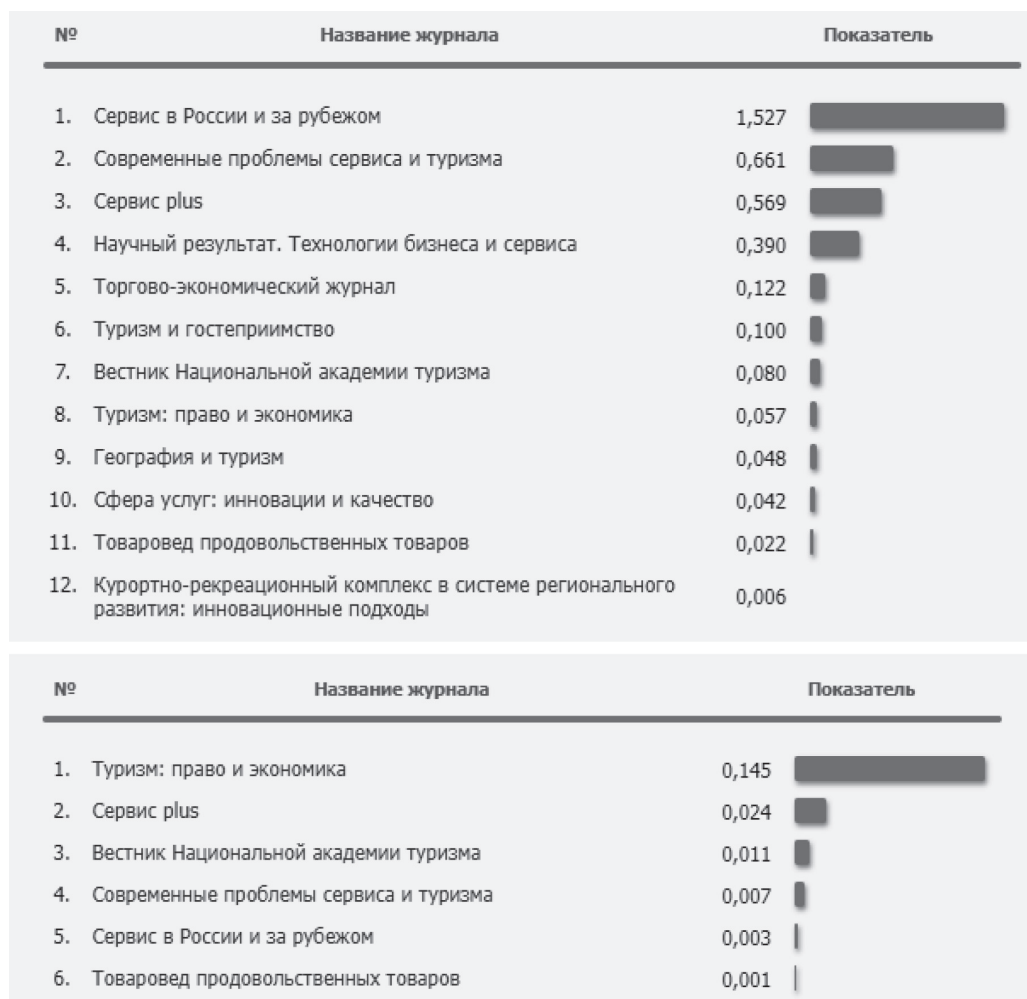 № Название журнала Показатель
1. Сервис в России и за рубежом 1,527
2. Современные проблемы сервиса и туризма 0,661
3. Сервис plus 0,569
4. Научный результат. Технологии бизнеса и сервиса 0,390
5. Торгово-экономический журнал 0,122
6. Туризм и гостеприимство 0,100
7. Вестник Национальной академии туризма 0,080
8. Туризм: право и экономика 0,057
9. География и туризм 0,048
10. Сфера услуг: инновации и качество 0,042
11. Товаровед продовольственных товаров 0,022
12. Курортно-рекреационный комплекс в системе регионального
развития: инновационные подходы 0,006
№ Название журнала Показатель
1. Туризм: право и экономика 0,145
2. Сервис plus 0,024
3. Вестник Национальной академии туризма 0,011
4. Современные проблемы сервиса и туризма 0,007
5. Сервис в России и за рубежом 0,003
6. Товаровед продовольственных товаров 0,001